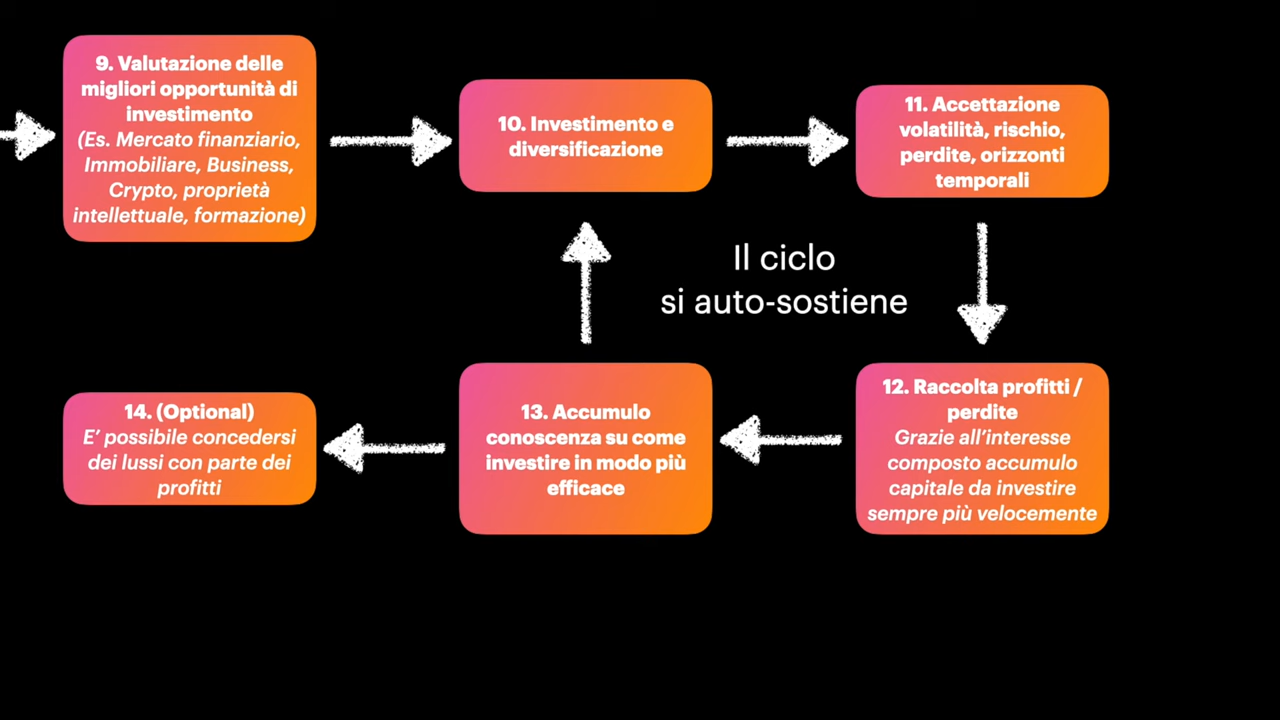 9. Valutazione delle
migliori opportunità di
investimento
(Es. Mercato finanziario,
Immobiliare, Business,
Crypto, proprietà
intellettuale, formazione)
10. Investimento e
diversificazione
11. Accettazione
volatilità, rischio,
perdite, orizzonti
temporali
Il ciclo
si auto-sostiene
12. Raccolta profitti /
perdite
Grazie all’interesse
composto accumulo
capitale da investire
sempre più velocemente
13. Accumulo
conoscenza su come
investire in modo più
efficace
14. (Optional)
E’ possibile concedersi
dei lussi con parte dei
profitti